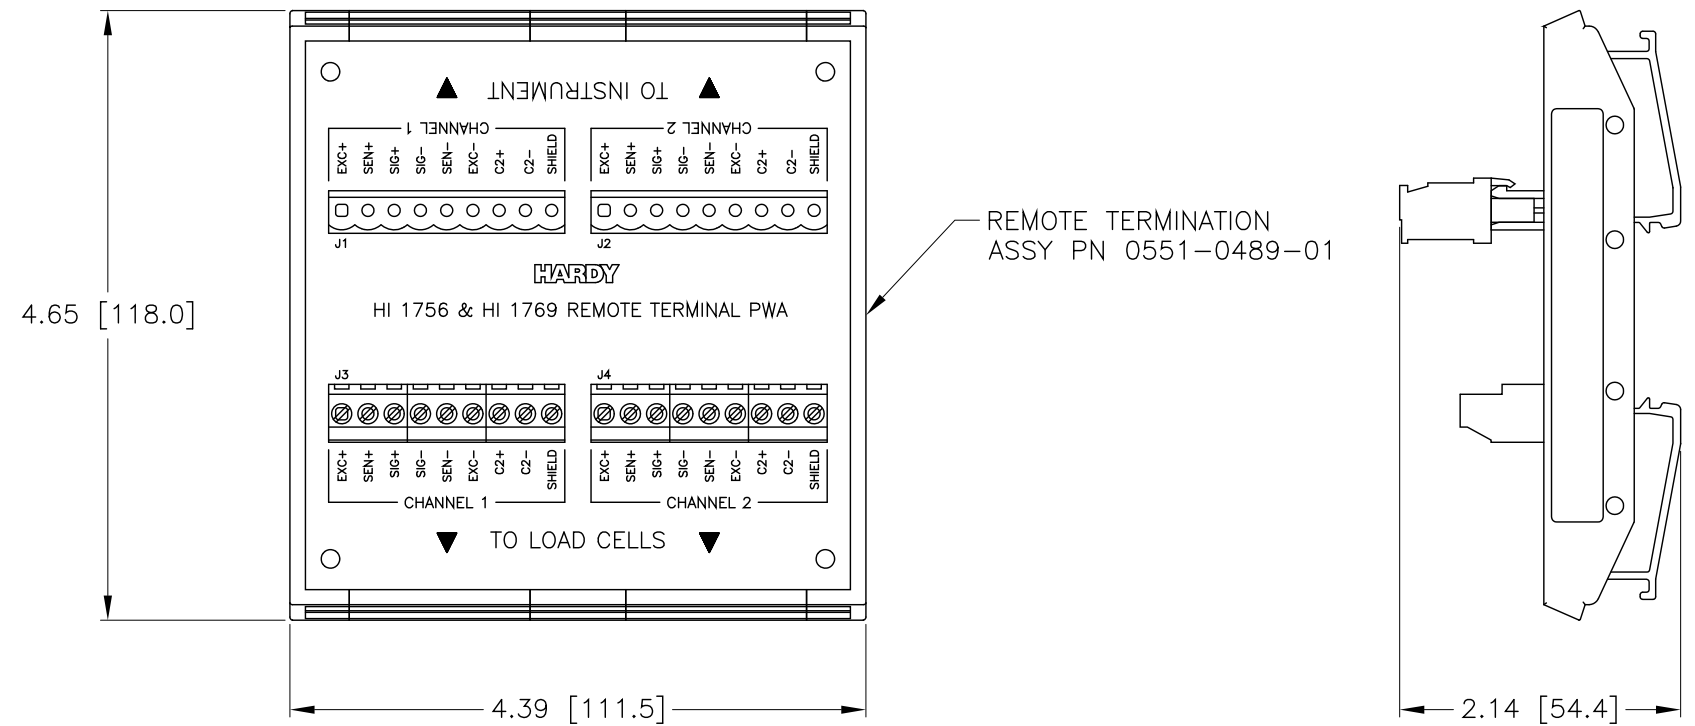 TO INSTRUMENT
CHANNEL 1
CHANNEL 2
EXC+ SEN+ SIG+ SIG- SEN- EXC- C2+ C2- SHIELD
EXC+ SEN+ SIG+ SIG- SEN- EXC- C2+ C2- SHIELD
J1
J2
HARDY
HI 1756 & HI 1769 REMOTE TERMINAL PWA
J3
J4
EXC+ SEN+ SIG+ SIG- SEN- EXC- C2+ C2- SHIELD
EXC+ SEN+ SIG+ SIG- SEN- EXC- C2+ C2- SHIELD
CHANNEL 1
CHANNEL 2
TO LOAD CELLS
REMOTE TERMINATION
ASSY PN 0551-0489-01
4.65 [118.0]
4.39 [111.5]
2.14 [54.4]